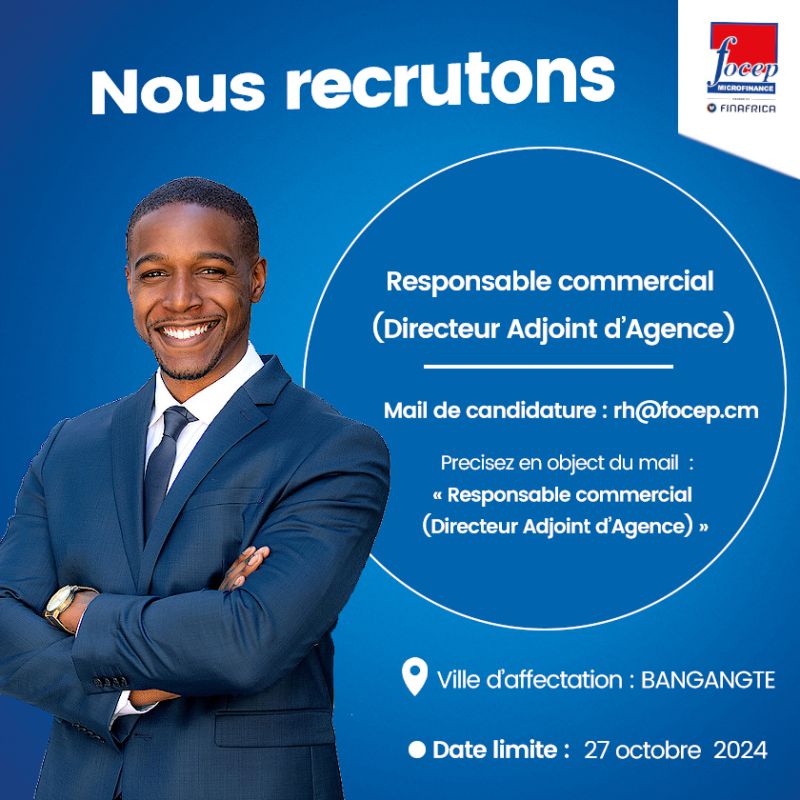 Nous recrutons
focep
MICROFINANCE
FINAFRICA
Responsable commercial
(Directeur Adjoint d'Agence)
Mail de candidature : rh@focep.cm
Precisez en object du mail :
« Responsable commercial
(Directeur Adjoint d'Agence) »
Ville d'affectation : BANGANGTE
Date limite : 27 octobre 2024